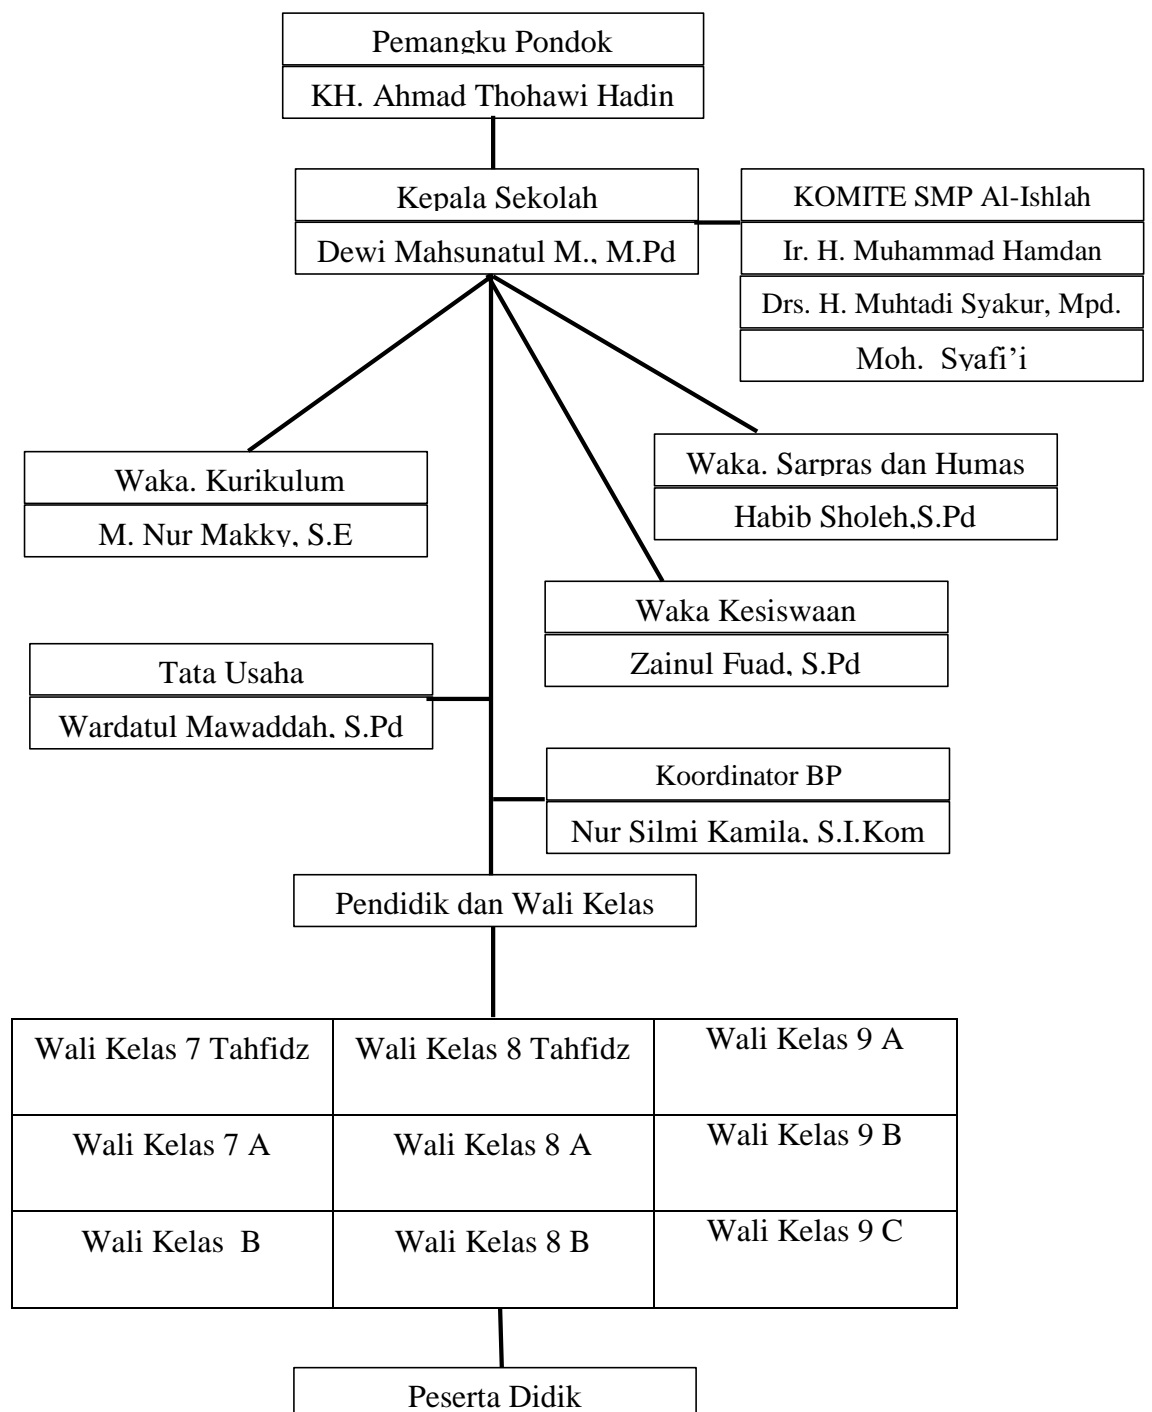 Pemangku Pondok
KH. Ahmad Thohawi Hadin
Kepala Sekolah
Dewi Mahsunatul M., M.Pd
KOMITE SMP Al-Ishlah
Ir. H. Muhammad Hamdan
Drs. H. Muhtadi Syakur, Mpd.
Moh. Syafi’i
Waka. Kurikulum
M. Nur Makky, S.E
Waka. Sarpras dan Humas
Habib Sholeh,S.Pd
Waka Kesiswaan
Zainul Fuad, S.Pd
Tata Usaha
Wardatul Mawaddah, S.Pd
Koordinator BP
Nur Silmi Kamila, S.I.Kom
Pendidik dan Wali Kelas
Wali Kelas 7 Tahfidz
Wali Kelas 8 Tahfidz
Wali Kelas 9 A
Wali Kelas 7 A
Wali Kelas 8 A
Wali Kelas 9 B
Wali Kelas B
Wali Kelas 8 B
Wali Kelas 9 C
Peserta Didik